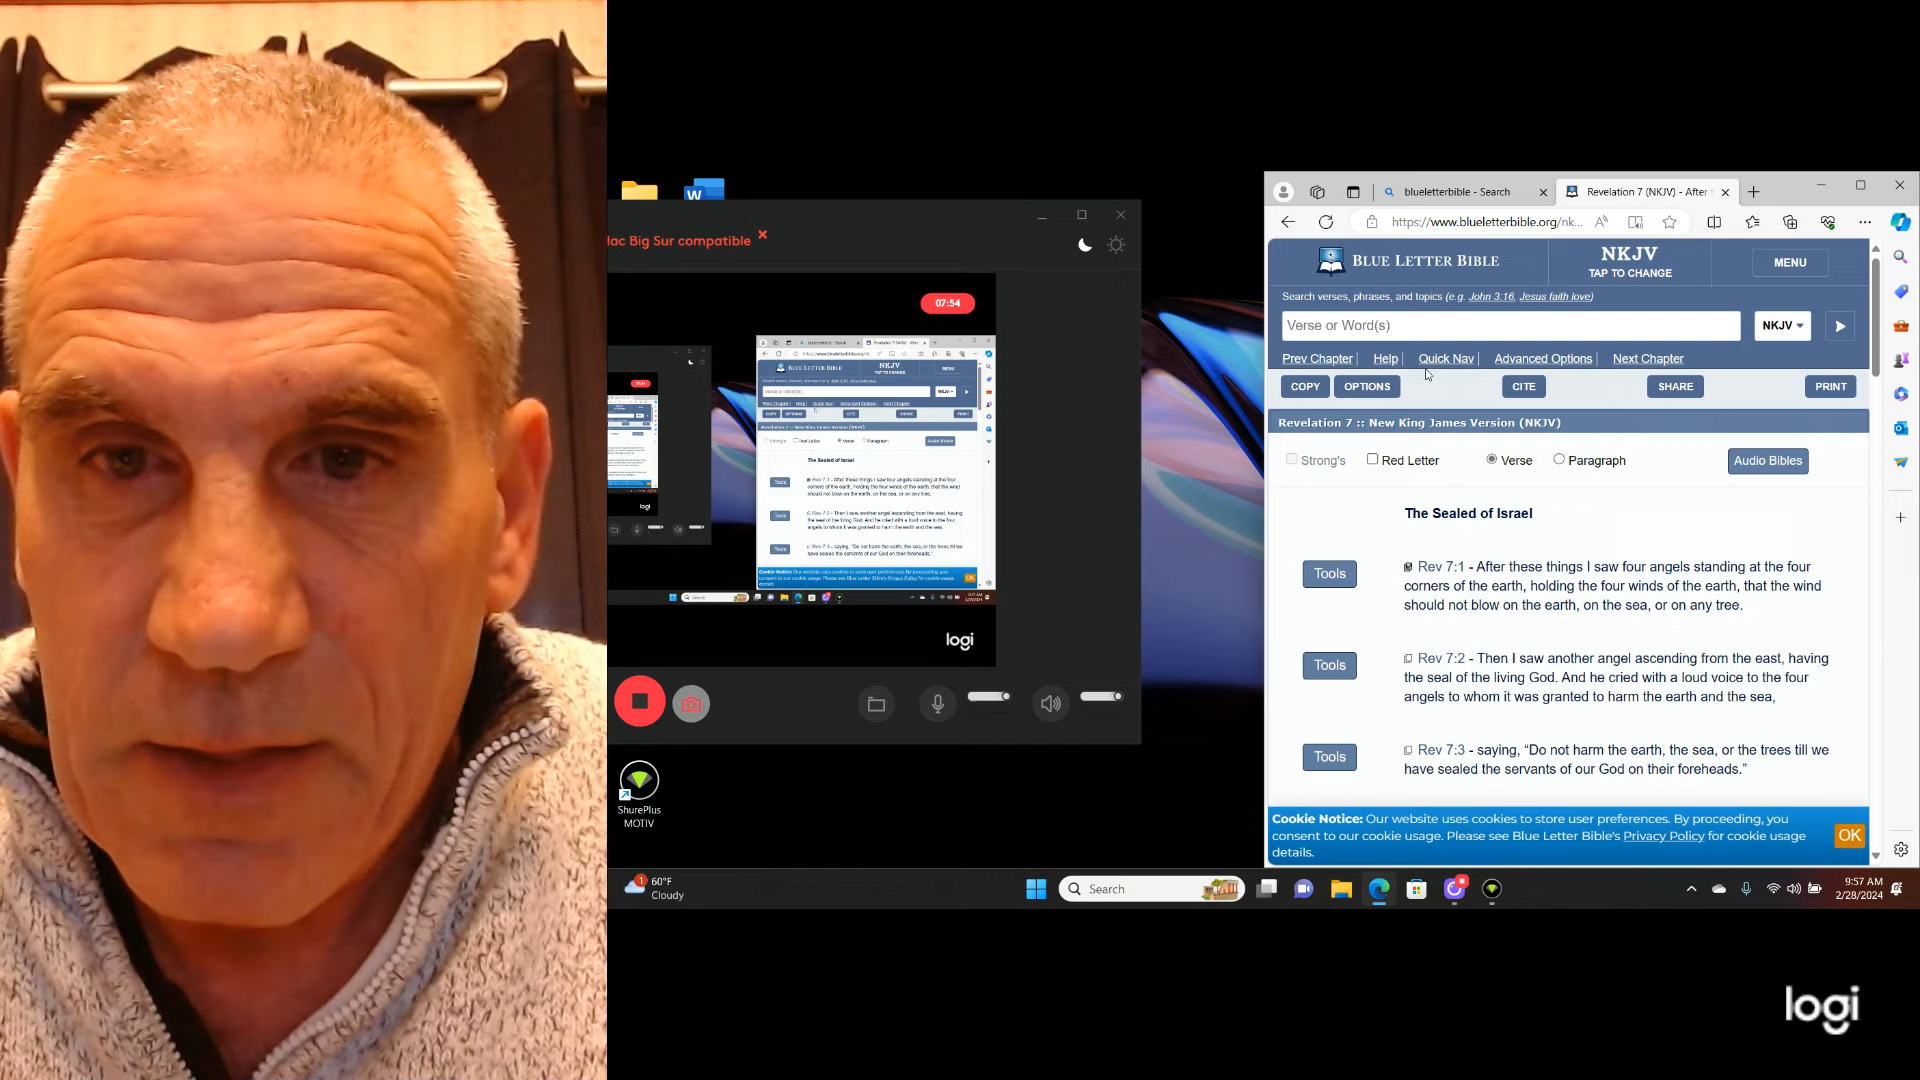 lac Big Sur compatible
07:54
logi
ShurePlus
MOTIV
blueletterbible - Search
Revelation 7 (NKJV) - After
https://www.blueletterbible.org/nk...
BLUE LETTER BIBLE
NKJV
TAP TO CHANGE
MENU
Search verses, phrases, and topics (e.g. John 3.16, Jesus faith love)
Verse or Word(s)
NKJV
Prev Chapter | Help | Quick Nav | Advanced Options | Next Chapter
COPY OPTIONS CITE SHARE PRINT
Revelation 7 :: New King James Version (NKJV)
Strong's Red Letter Verse Paragraph Audio Bibles
The Sealed of Israel
Tools
Rev 7:1 - After these things I saw four angels standing at the four
corners of the earth, holding the four winds of the earth, that the wind
should not blow on the earth, on the sea, or on any tree.
Tools
Rev 7:2 - Then I saw another angel ascending from the east, having
the seal of the living God. And he cried with a loud voice to the four
angels to whom it was granted to harm the earth and the sea,
Tools
Rev 7:3 - saying, “Do not harm the earth, the sea, or the trees till we
have sealed the servants of our God on their foreheads.”
Cookie Notice: Our website uses cookies to store user preferences. By proceeding, you
consent to our cookie usage. Please see Blue Letter Bible's Privacy Policy for cookie usage
details.
OK
1
60°F
Cloudy
Search
9:57 AM
2/28/2024
logi